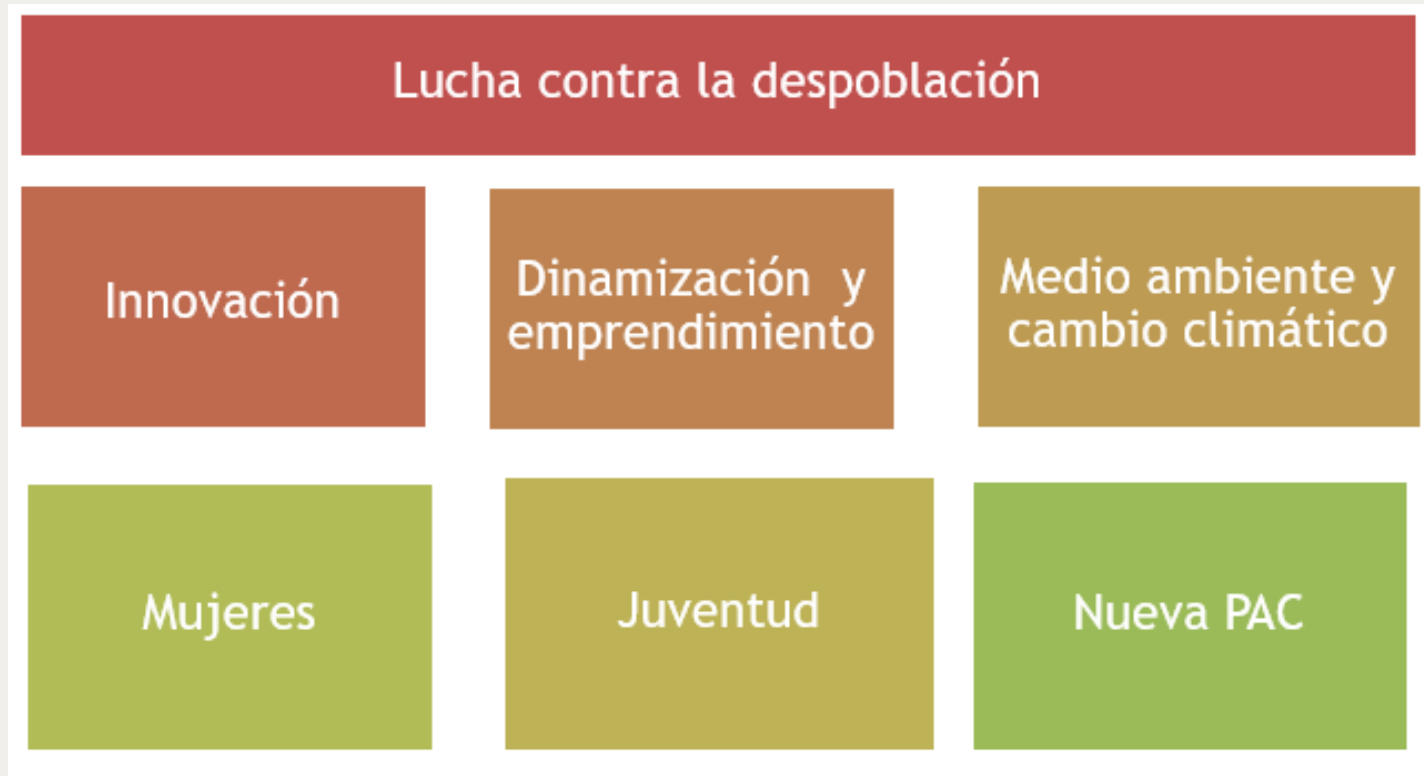 Lucha contra la despoblación
Innovación
Dinamización y
emprendimiento
Medio ambiente y
cambio climático
Mujeres
Juventud
Nueva PAC